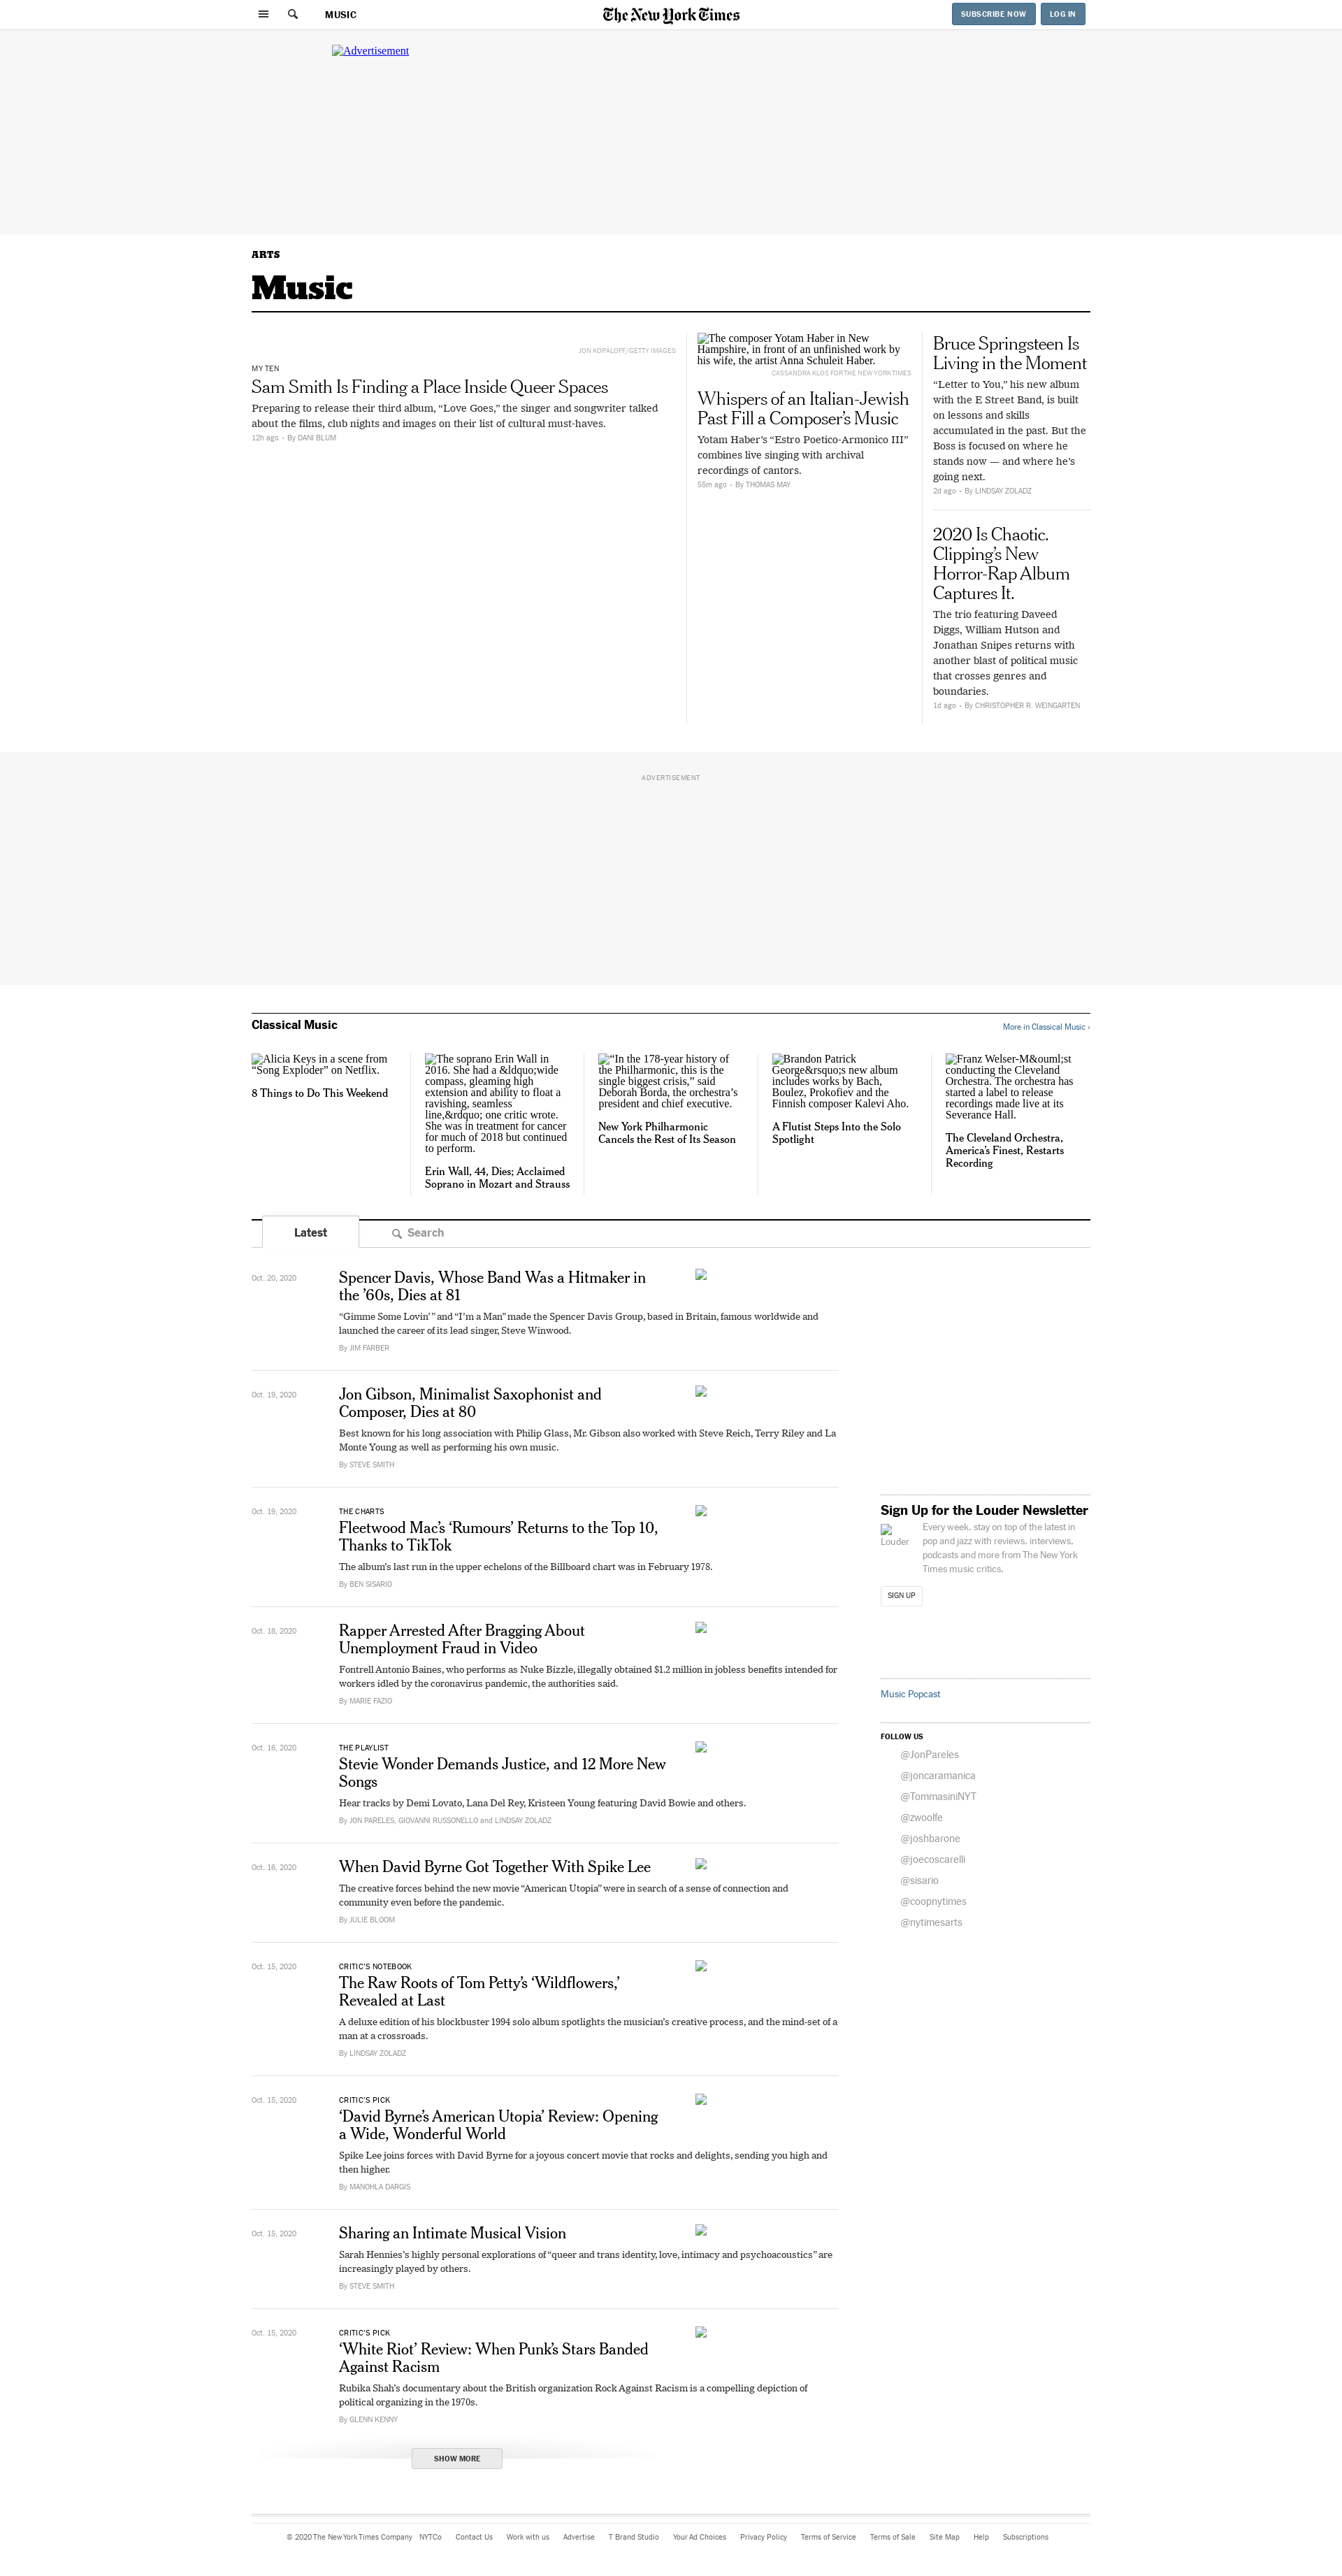 MUSIC
The New York Times
SUBSCRIBE NOW
LOG IN
Advertisement
ARTS
Music
JON KOPALOFF/GETTY IMAGES
MY TEN
Sam Smith Is Finding a Place Inside Queer Spaces
Preparing to release their third album, “Love Goes,” the singer and songwriter talked
about the films, club nights and images on their list of cultural must-haves.
12h ago - By DANI BLUM
The composer Yotam Haber in New
Hampshire, in front of an unfinished work by
his wife, the artist Anna Schuleit Haber.
CASSANDRA KLOS FOR THE NEW YORK TIMES
Whispers of an Italian-Jewish
Past Fill a Composer’s Music
Yotam Haber’s “Estro Poetico-Armonico III”
combines live singing with archival
recordings of cantors.
55m ago - By THOMAS MAY
Bruce Springsteen Is
Living in the Moment
“Letter to You,” his new album
with the E Street Band, is built
on lessons and skills
accumulated in the past. But the
Boss is focused on where he
stands now — and where he’s
going next.
2d ago - By LINDSAY ZOLADZ
2020 Is Chaotic.
Clipping’s New
Horror-Rap Album
Captures It.
The trio featuring Daveed
Diggs, William Hutson and
Jonathan Snipes returns with
another blast of political music
that crosses genres and
boundaries.
1d ago - By CHRISTOPHER R. WEINGARTEN
ADVERTISEMENT
Classical Music
More in Classical Music ›
Alicia Keys in a scene from
“Song Exploder” on Netflix.
8 Things to Do This Weekend
The soprano Erin Wall in
2016. She had a &ldquo;wide
compass, gleaming high
extension and ability to float a
ravishing, seamless
line,&rdquo; one critic wrote.
She was in treatment for cancer
for much of 2018 but continued
to perform.
Erin Wall, 44, Dies; Acclaimed
Soprano in Mozart and Strauss
“In the 178-year history of
the Philharmonic, this is the
single biggest crisis,” said
Deborah Borda, the orchestra’s
president and chief executive.
New York Philharmonic
Cancels the Rest of Its Season
Brandon Patrick
George&rsquo;s new album
includes works by Bach,
Boulez, Prokofiev and the
Finnish composer Kalevi Aho.
A Flutist Steps Into the Solo
Spotlight
Franz Welser-M&ouml;st
conducting the Cleveland
Orchestra. The orchestra has
started a label to release
recordings made live at its
Severance Hall.
The Cleveland Orchestra,
America’s Finest, Restarts
Recording
Latest
Search
Oct. 20, 2020
Spencer Davis, Whose Band Was a Hitmaker in
the ’60s, Dies at 81
“Gimme Some Lovin’ ” and “I’m a Man” made the Spencer Davis Group, based in Britain, famous worldwide and
launched the career of its lead singer, Steve Winwood.
By JIM FARBER
Oct. 19, 2020
Jon Gibson, Minimalist Saxophonist and
Composer, Dies at 80
Best known for his long association with Philip Glass, Mr. Gibson also worked with Steve Reich, Terry Riley and La
Monte Young as well as performing his own music.
By STEVE SMITH
Oct. 19, 2020
THE CHARTS
Fleetwood Mac’s ‘Rumours’ Returns to the Top 10,
Thanks to TikTok
The album’s last run in the upper echelons of the Billboard chart was in February 1978.
By BEN SISARIO
Oct. 18, 2020
Rapper Arrested After Bragging About
Unemployment Fraud in Video
Fontrell Antonio Baines, who performs as Nuke Bizzle, illegally obtained $1.2 million in jobless benefits intended for
workers idled by the coronavirus pandemic, the authorities said.
By MARIE FAZIO
Oct. 16, 2020
THE PLAYLIST
Stevie Wonder Demands Justice, and 12 More New
Songs
Hear tracks by Demi Lovato, Lana Del Rey, Kristeen Young featuring David Bowie and others.
By JON PARELES, GIOVANNI RUSSONELLO and LINDSAY ZOLADZ
Oct. 16, 2020
When David Byrne Got Together With Spike Lee
The creative forces behind the new movie “American Utopia” were in search of a sense of connection and
community even before the pandemic.
By JULIE BLOOM
Oct. 15, 2020
CRITIC’S NOTEBOOK
The Raw Roots of Tom Petty’s ‘Wildflowers,’
Revealed at Last
A deluxe edition of his blockbuster 1994 solo album spotlights the musician’s creative process, and the mind-set of a
man at a crossroads.
By LINDSAY ZOLADZ
Oct. 15, 2020
CRITIC’S PICK
‘David Byrne’s American Utopia’ Review: Opening
a Wide, Wonderful World
Spike Lee joins forces with David Byrne for a joyous concert movie that rocks and delights, sending you high and
then higher.
By MANOHLA DARGIS
Oct. 15, 2020
Sharing an Intimate Musical Vision
Sarah Hennies’s highly personal explorations of “queer and trans identity, love, intimacy and psychoacoustics” are
increasingly played by others.
By STEVE SMITH
Oct. 15, 2020
CRITIC’S PICK
‘White Riot’ Review: When Punk’s Stars Banded
Against Racism
Rubika Shah’s documentary about the British organization Rock Against Racism is a compelling depiction of
political organizing in the 1970s.
By GLENN KENNY
SHOW MORE
Sign Up for the Louder Newsletter
Louder
Every week, stay on top of the latest in
pop and jazz with reviews, interviews,
podcasts and more from The New York
Times music critics.
SIGN UP
Music Popcast
FOLLOW US
@JonPareles
@joncaramanica
@TommasiniNYT
@zwoolfe
@joshbarone
@joecoscarelli
@sisario
@coopnytimes
@nytimesarts
© 2020 The New York Times Company NYTCo Contact Us Work with us Advertise T Brand Studio Your Ad Choices Privacy Policy Terms of Service Terms of Sale Site Map Help Subscriptions